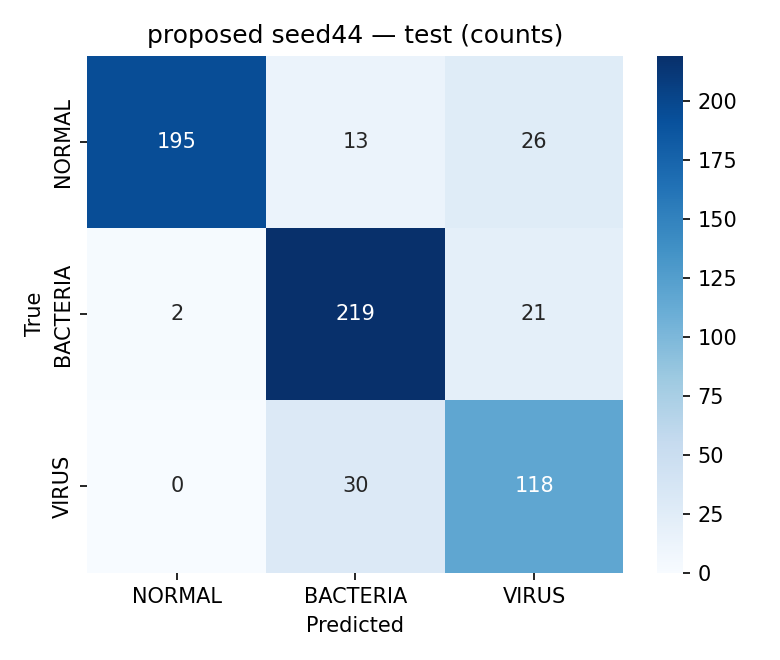 proposed seed44 — test (counts)
NORMAL 195 13 26
BACTERIA 2 219 21
VIRUS 0 30 118
True
NORMAL BACTERIA VIRUS
Predicted
200
175
150
125
100
75
50
25
0